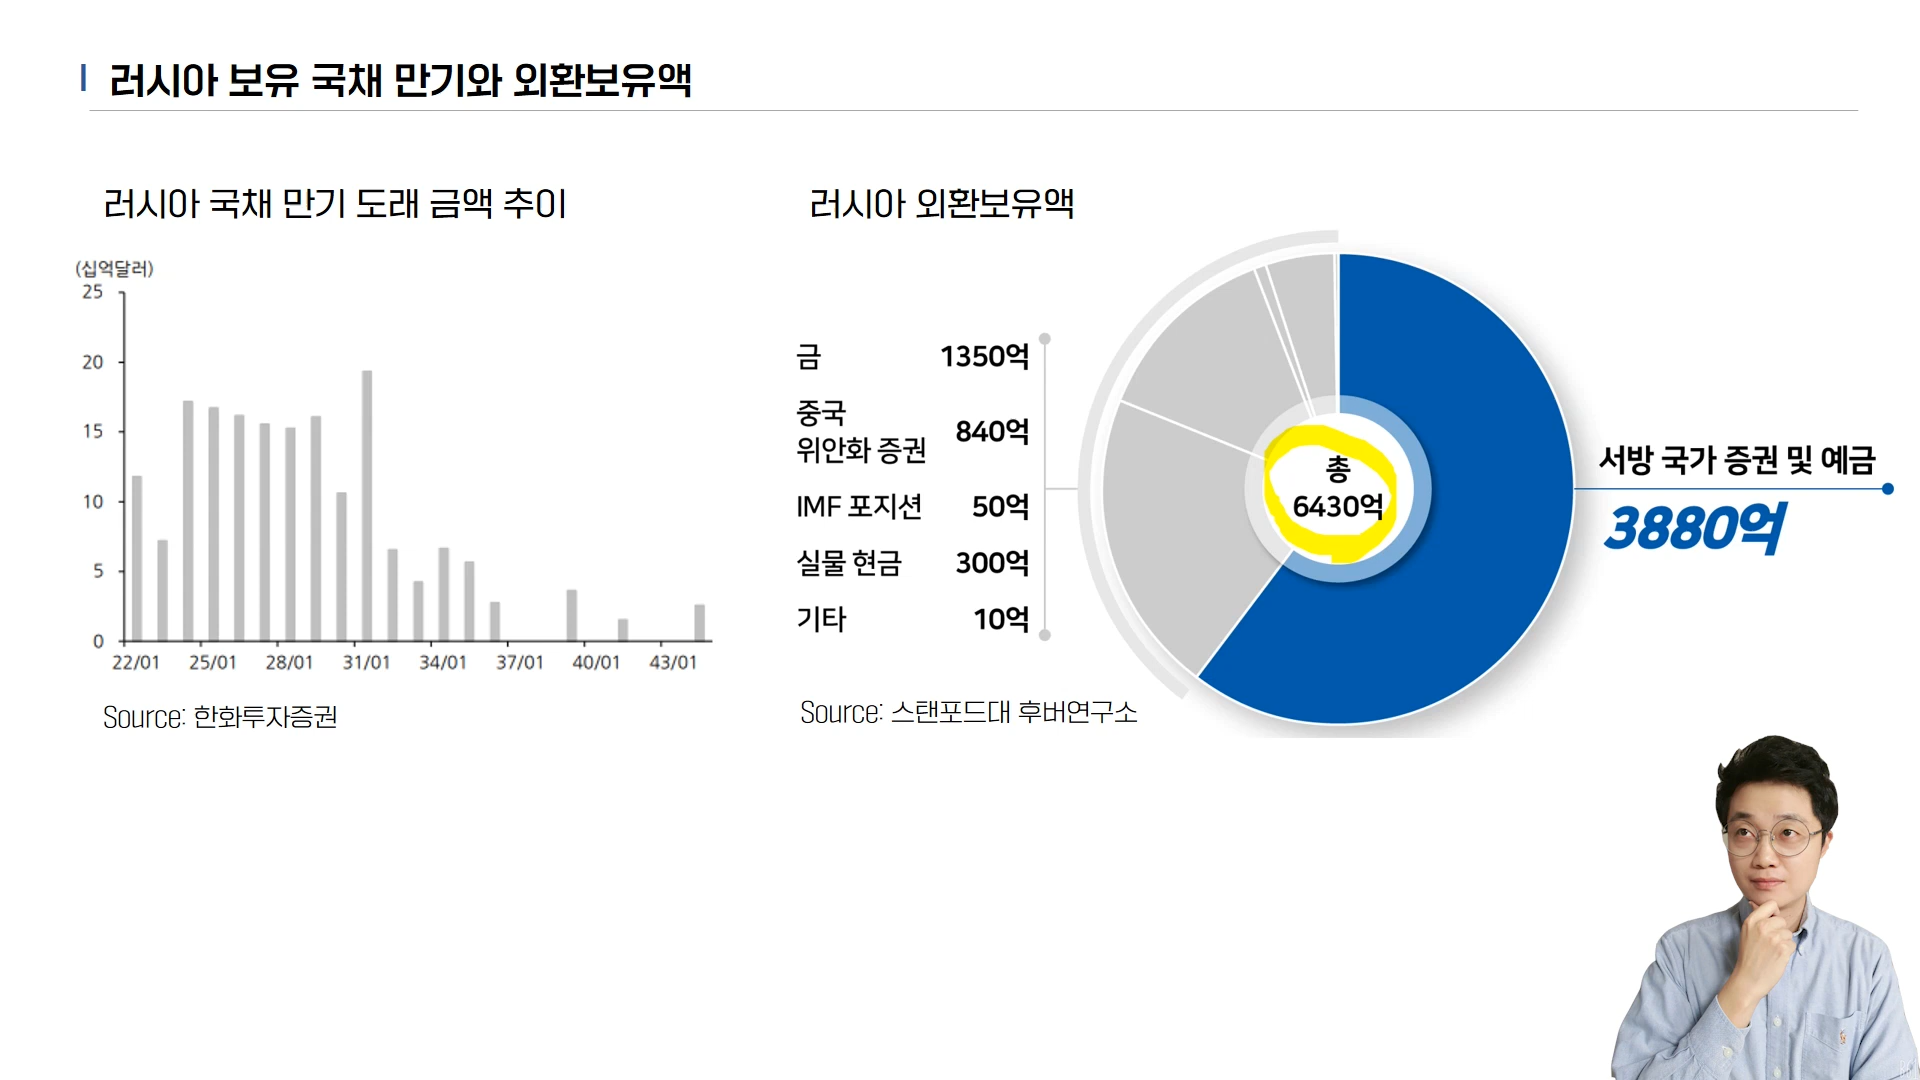 러시아 보유 국채 만기와 외환보유액
러시아 국채 만기 도래 금액 추이
(십억달러)
25
20
15
10
5
0
22/01 25/01 28/01 31/01 34/01 37/01 40/01 43/01
Source: 한화투자증권
러시아 외환보유액
금 1350억
중국
위안화 증권 840억
IMF 포지션 50억
실물 현금 300억
기타 10억
총
6430억
서방 국가 증권 및 예금
3880억
Source: 스탠포드대 후버연구소